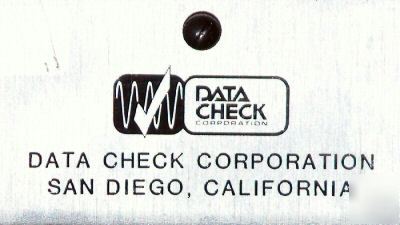 DATA
CHECK
CORPORATION
DATA CHECK CORPORATION
SAN DIEGO, CALIFORNIA